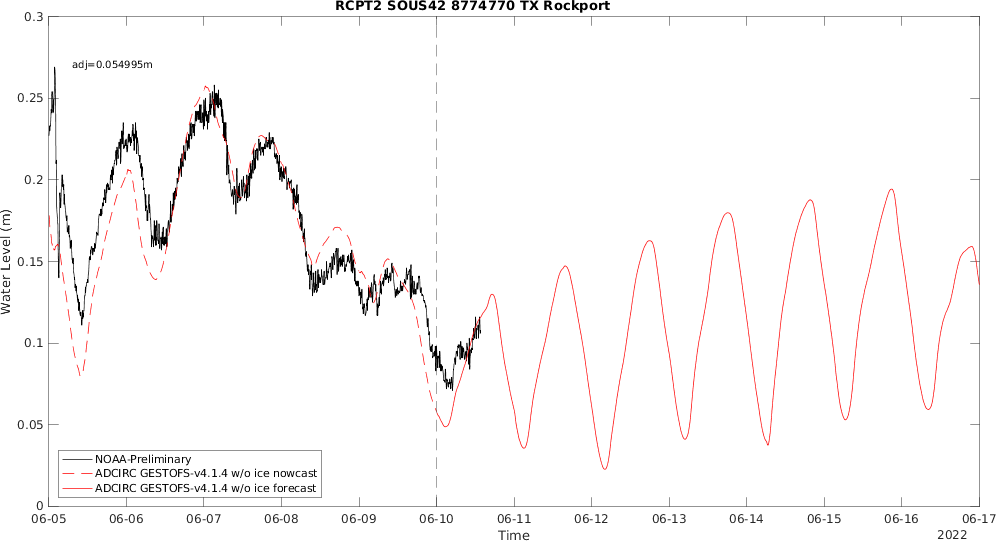 RCPT2 SOUS42 8774770 TX Rockport
0.3
adj=0.054995m
0.25
0.2
Water Level (m)
0.15
0.1
0.05
NOAA-Preliminary
ADCIRC GESTOFS-v4.1.4 w/o ice nowcast
ADCIRC GESTOFS-v4.1.4 w/o ice forecast
0
06-05 06-06 06-07 06-08 06-09 06-10 06-11 06-12 06-13 06-14 06-15 06-16 06-17
Time
2022